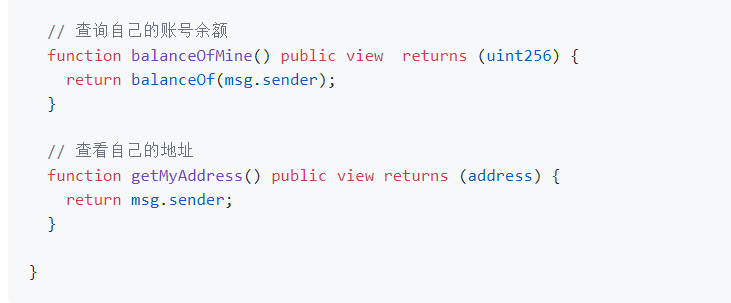 // 查询自己的账号余额
function balanceOfMine() public view  returns (uint256) {
return balanceOf(msg.sender);
}
// 查看自己的地址
function getMyAddress() public view returns (address) {
return msg.sender;
}
}